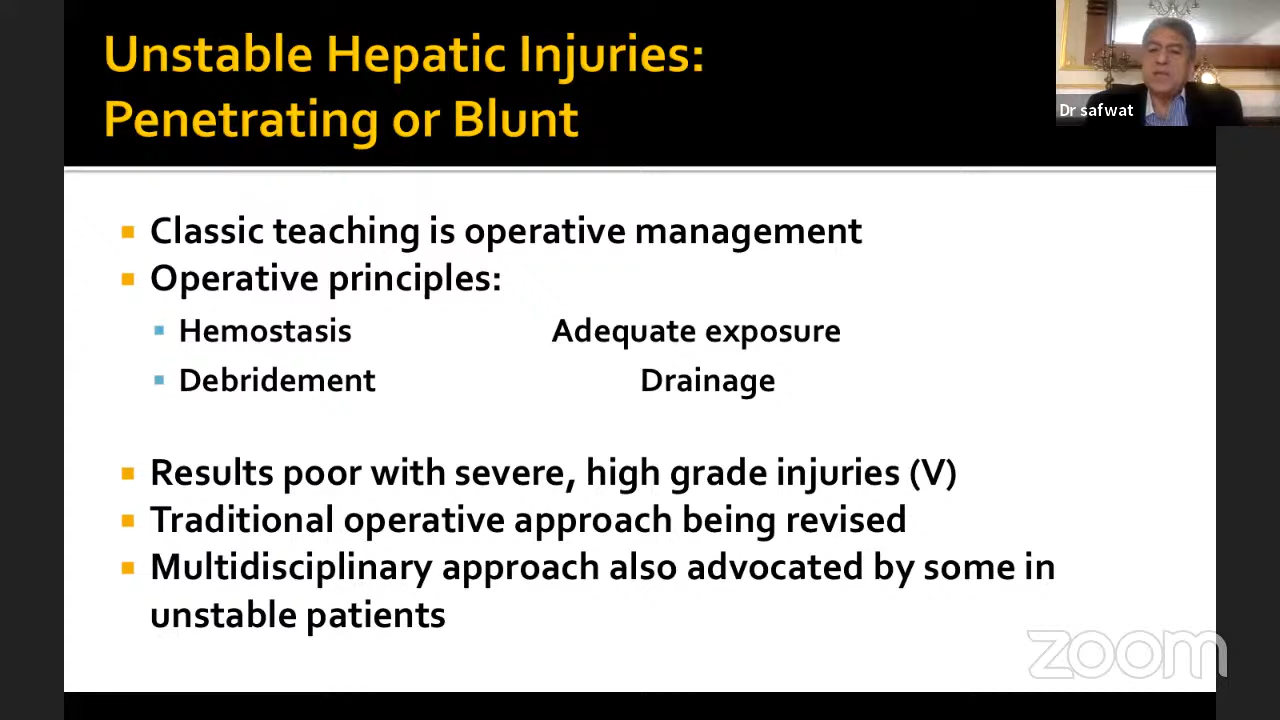 Unstable Hepatic Injuries:
Penetrating or Blunt
Dr safwat
Classic teaching is operative management
Operative principles:
Hemostasis Adequate exposure
Debridement Drainage
Results poor with severe, high grade injuries (V)
Traditional operative approach being revised
Multidisciplinary approach also advocated by some in
unstable patients
zoom